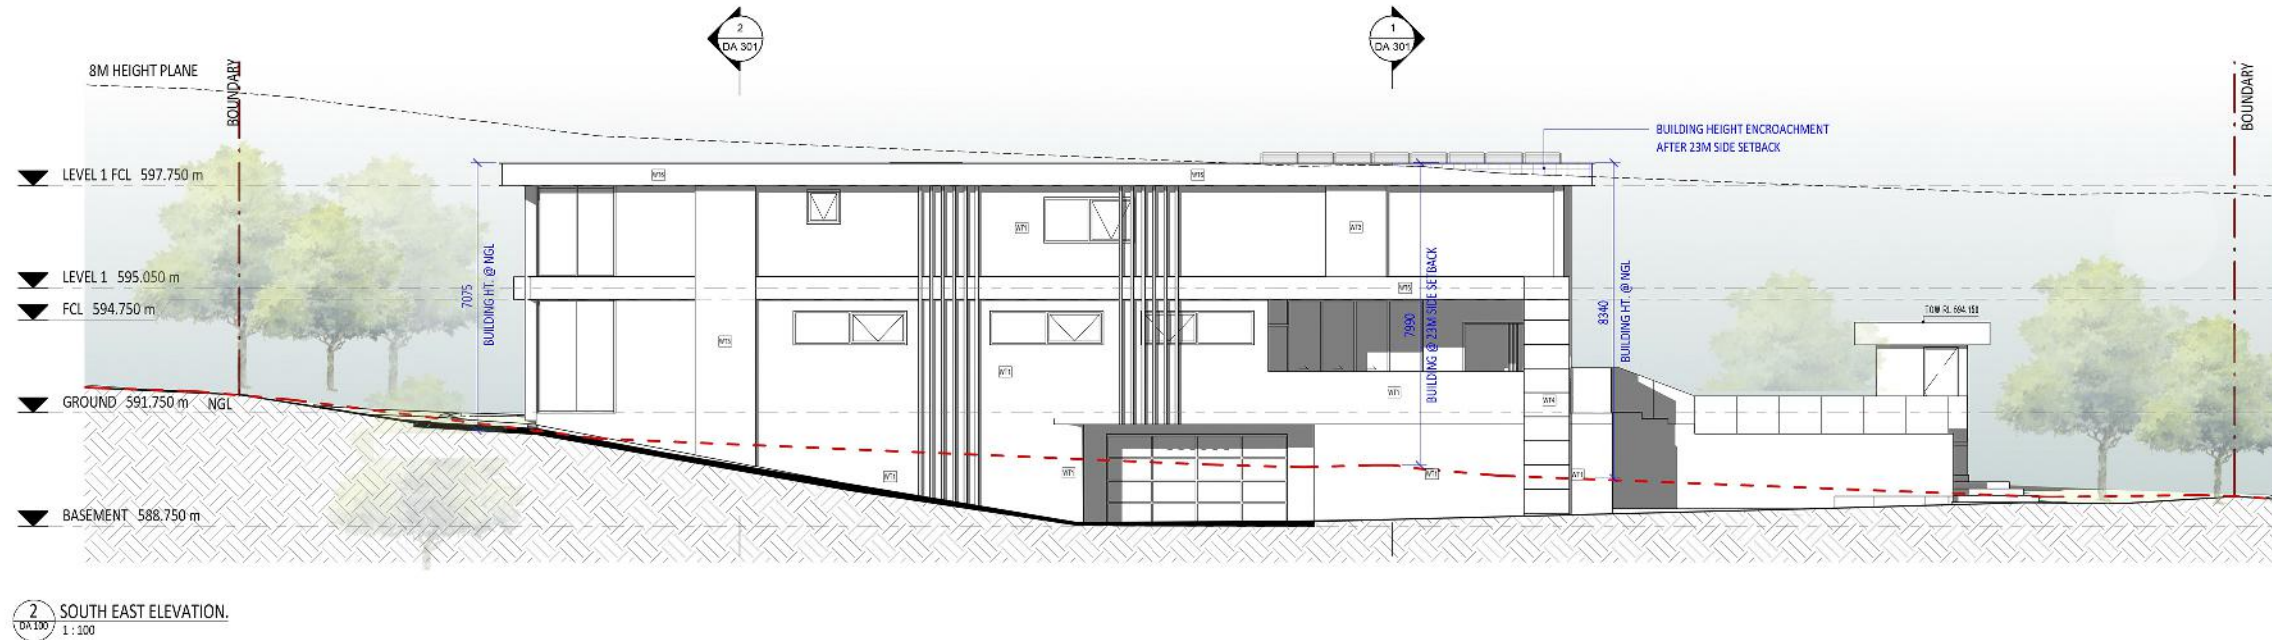 2
DA 301
1
DA 301
8M HEIGHT PLANE
BOUNDARY
BOUNDARY
BUILDING HEIGHT ENCROACHMENT
AFTER 23M SIDE SETBACK
LEVEL 1 FCL 597.750 m
LEVEL 1 595.050 m
FCL 594.750 m
GROUND 591.750 m
NGL
BASEMENT 588.750 m
7075
BUILDING HT. @ NGL
7990
BUILDING @ 23M SIDE SETBACK
8340
BUILDING HT. @ NGL
2
DA 100
SOUTH EAST ELEVATION.
1 : 100